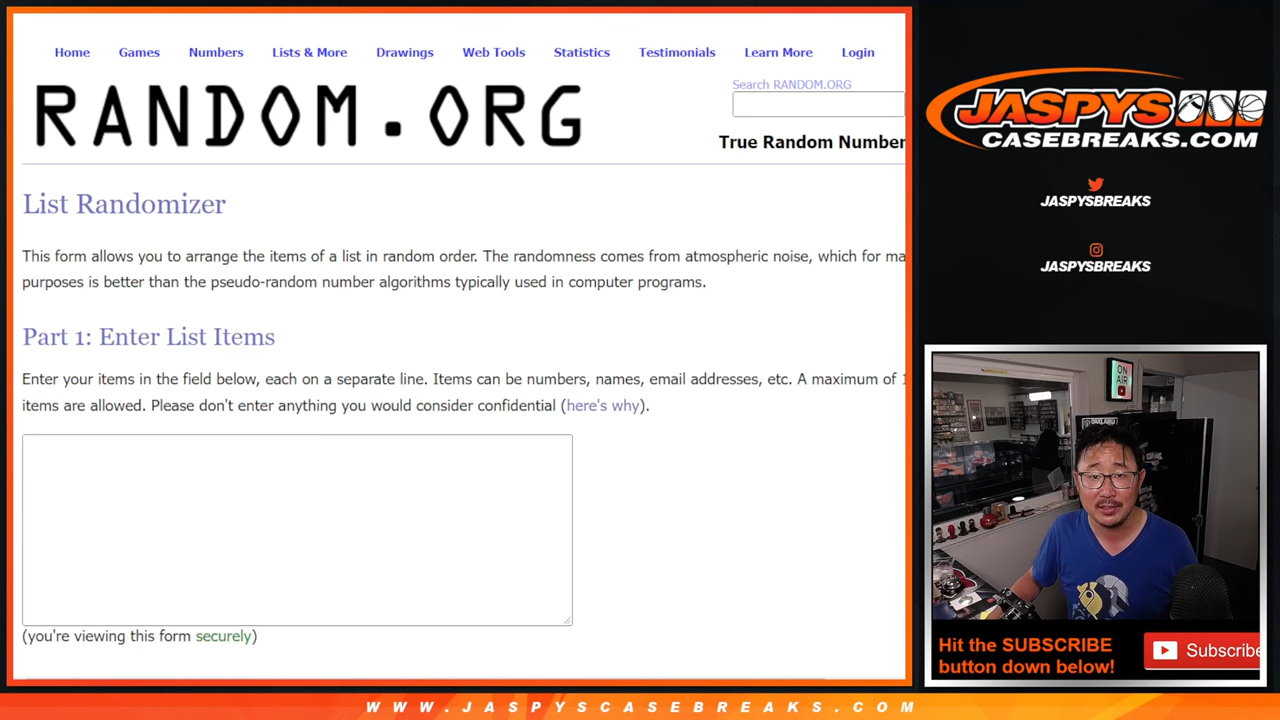 Home Games Numbers Lists & More Drawings Web Tools Statistics Testimonials Learn More Login
RANDOM.ORG
Search RANDOM.ORG
True Random Number
List Randomizer
This form allows you to arrange the items of a list in random order. The randomness comes from atmospheric noise, which for ma
purposes is better than the pseudo-random number algorithms typically used in computer programs.
Part 1: Enter List Items
Enter your items in the field below, each on a separate line. Items can be numbers, names, email addresses, etc. A maximum of 1
items are allowed. Please don't enter anything you would consider confidential (here's why).
(you're viewing this form securely)
JASPYS
CASEBREAKS.COM
JASPYSBREAKS
JASPYSBREAKS
ON
AIR
OAKLAND
Hit the SUBSCRIBE
button down below!
Subscribe
WWW.JASPYSCASEBREAKS.COM